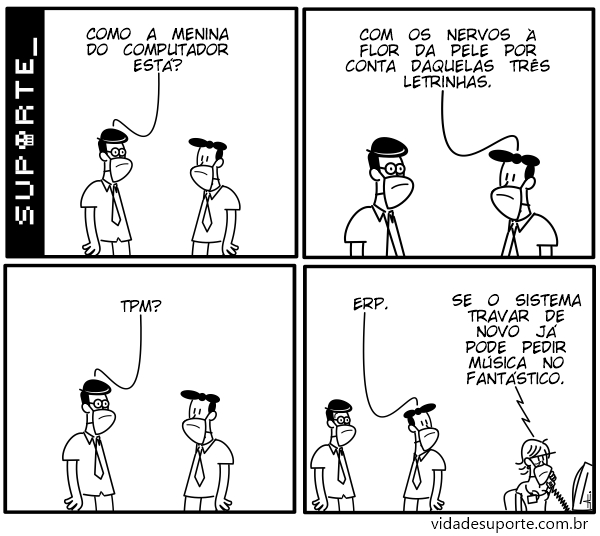 SUPORTE_
COMO A MENINA
DO COMPUTADOR
ESTÁ?
COM OS NERVOS À
FLOR DA PELE POR
CONTA DAQUELAS TRÊS
LETRINHAS.
TPM?
ERP.
SE O SISTEMA
TRAVAR DE
NOVO JÁ
PODE PEDIR
MÚSICA NO
FANTÁSTICO.
vidadesuporte.com.br